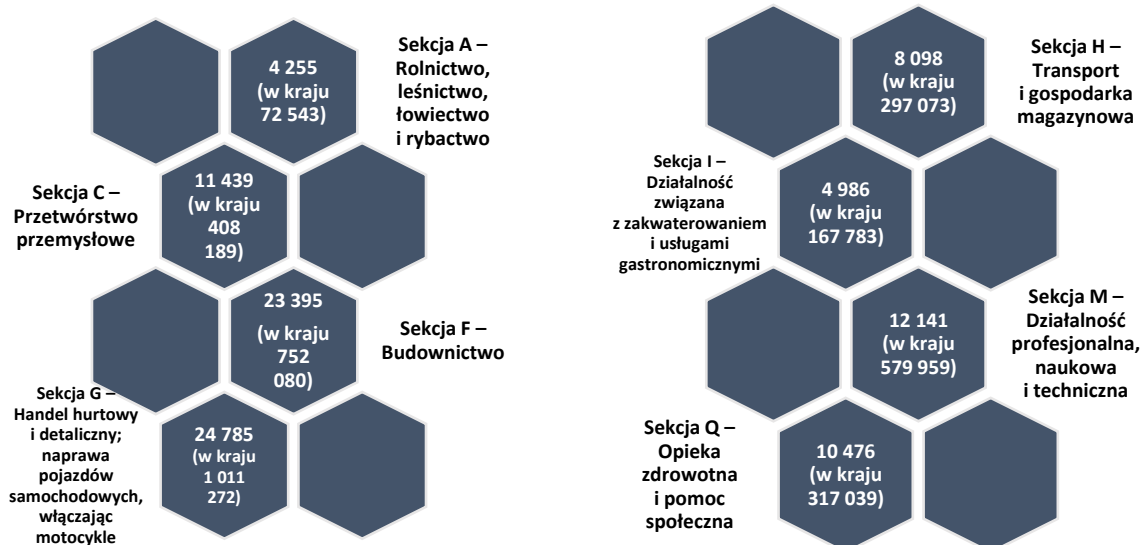 4 255
(w kraju
72 543)
Sekcja A –
Rolnictwo,
leśnictwo,
łowiectwo
i rybactwo
Sekcja C –
Przetwórstwo
przemysłowe
11 439
(w kraju
408
189)
23 395
(w kraju
752
080)
Sekcja F –
Budownictwo
Sekcja G –
Handel hurtowy
i detaliczny;
naprawa
pojazdów
samochodowych,
włączając
motocykle
24 785
(w kraju
1 011
272)
8 098
(w kraju
297 073)
Sekcja H –
Transport
i gospodarka
magazynowa
Sekcja I –
Działalność
związana
z zakwaterowaniem
i usługami
gastronomicznymi
4 986
(w kraju
167 783)
12 141
(w kraju
579 959)
Sekcja M –
Działalność
profesjonalna,
naukowa
i techniczna
Sekcja Q –
Opieka
zdrowotna
i pomoc
społeczna
10 476
(w kraju
317 039)